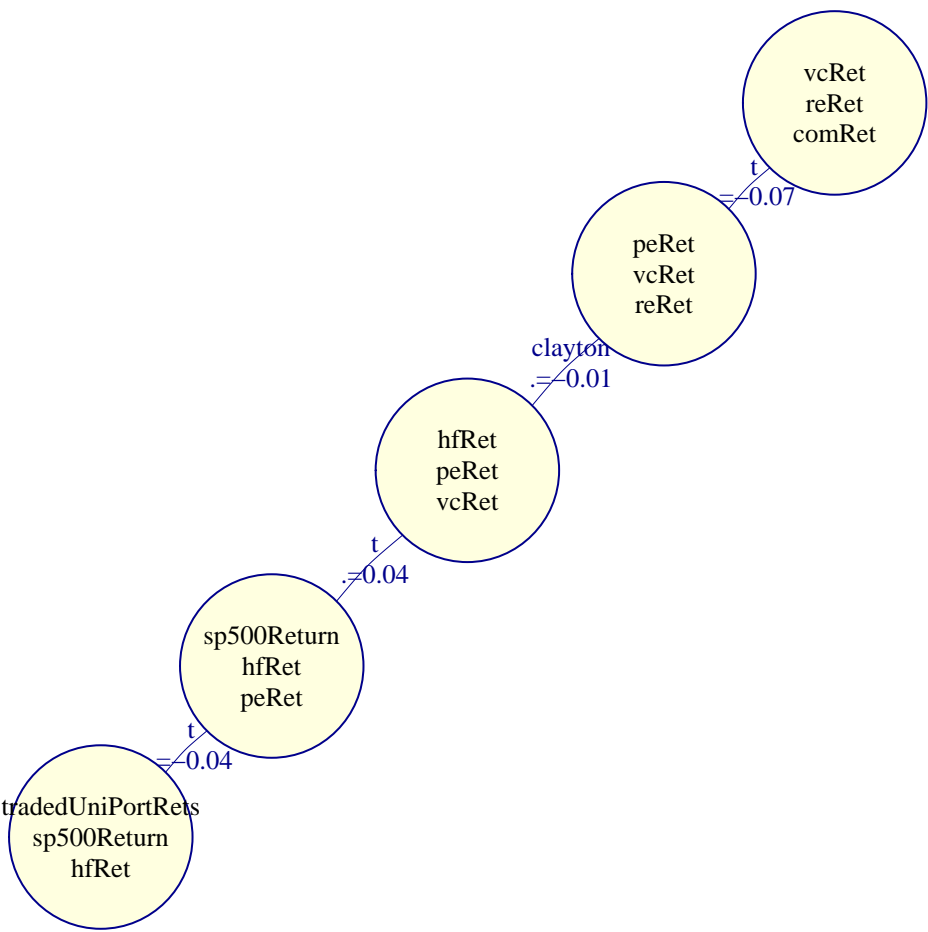 vcRet
reRet
comRet
t
=−0.07
peRet
vcRet
reRet
clayton
.=−0.01
hfRet
peRet
vcRet
t
.=0.04
sp500Return
hfRet
peRet
t
=−0.04
tradedUniPortRets
sp500Return
hfRet